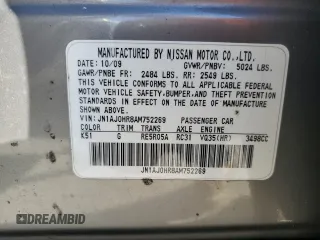 MANUFACTURED BY NISSAN MOTOR CO.,LTD.
10/09 GVWR/PNBV: 5024 LBS.
GAWR/PNBE FR: 2484 LBS. RR: 2549 LBS.
THIS VEHICLE CONFORMS TO ALL APPLICABLE FEDERAL
MOTOR VEHICLE SAFETY,BUMPER,AND THEFT
PREVENTION STANDARDS IN EFFECT ON THE DATE OF MANUFACTURE
SHOWN ABOVE.
VIN:JN1AJ0HR8AM752269 PASSENGER CAR
COLOR TRIM TRANS AXLE ENGINE
K51 G RE5R05A RC31 VQ35(HR) 3498CC
JN1AJ0HR8AM752269
DREAMBID